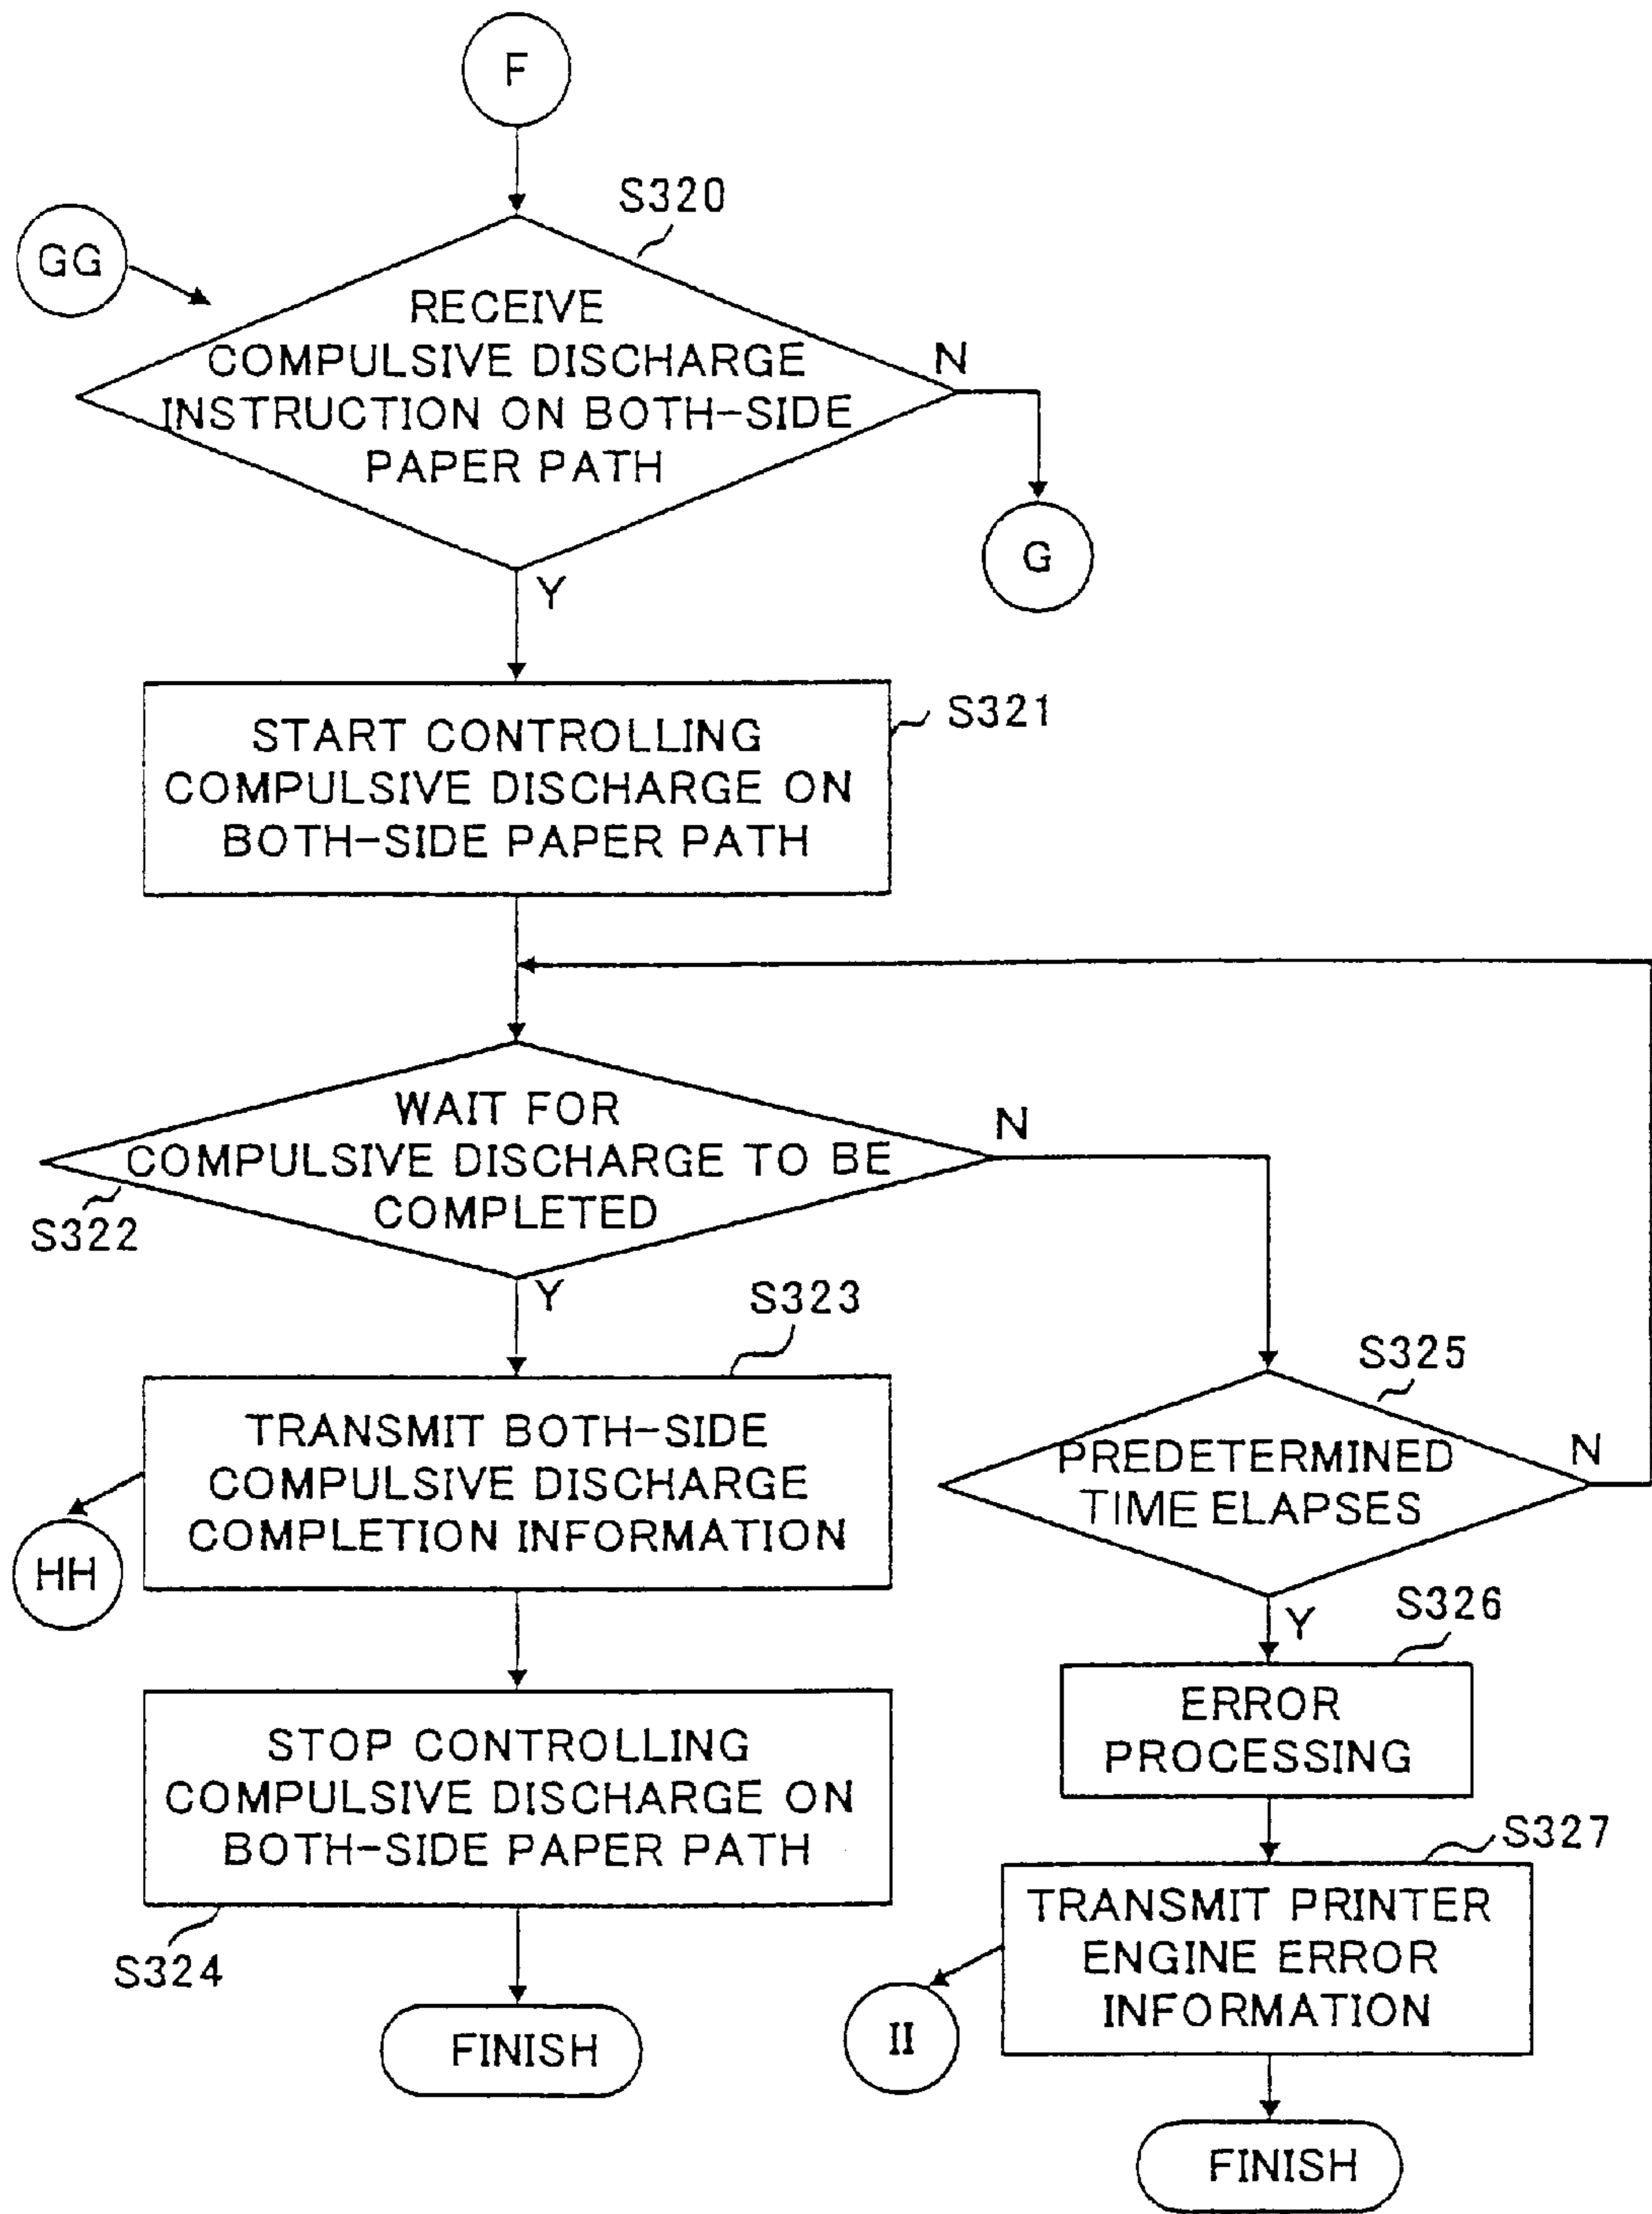 F
S320
GG
RECEIVE
COMPULSIVE DISCHARGE
INSTRUCTION ON BOTH-SIDE
PAPER PATH
N
G
Y
START CONTROLLING
COMPULSIVE DISCHARGE ON
BOTH-SIDE PAPER PATH
S321
WAIT FOR
COMPULSIVE DISCHARGE TO BE
COMPLETED
N
S322
Y
S323
TRANSMIT BOTH-SIDE
COMPULSIVE DISCHARGE
COMPLETION INFORMATION
HH
S325
PREDETERMINED
TIME ELAPSES
N
Y
S326
ERROR
PROCESSING
STOP CONTROLLING
COMPULSIVE DISCHARGE ON
BOTH-SIDE PAPER PATH
S324
FINISH
S327
TRANSMIT PRINTER
ENGINE ERROR
INFORMATION
II
FINISH